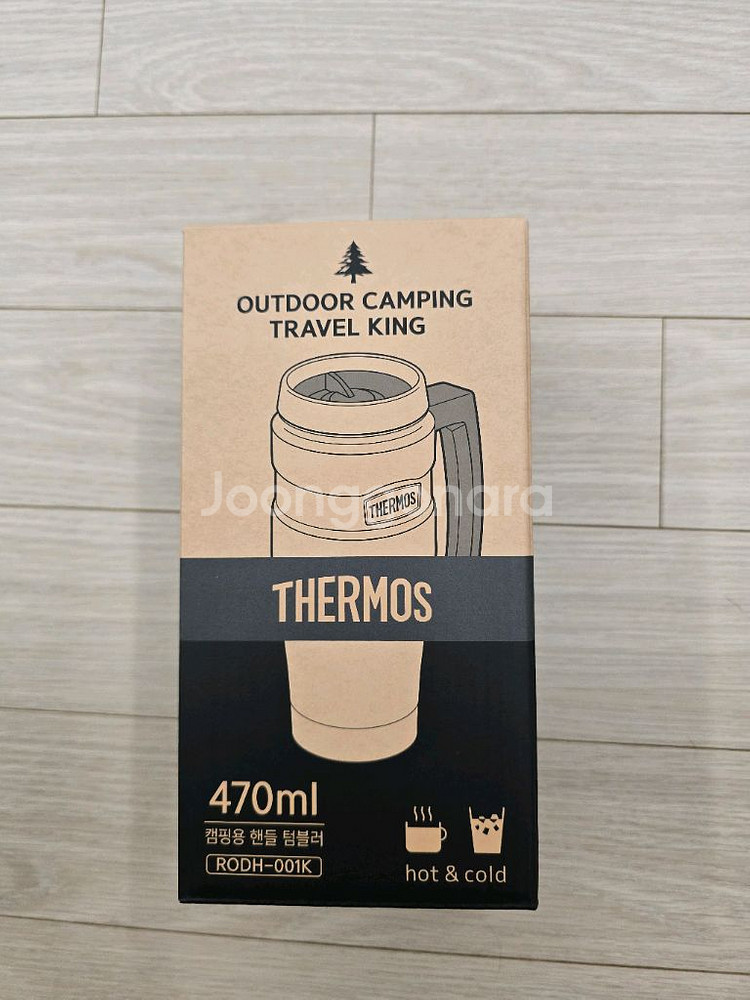 OUTDOOR CAMPING
TRAVEL KING
THERMOS
Joonggonara
THERMOS
470ml
캠핑용 핸들 텀블러
RODH-001K
hot & cold